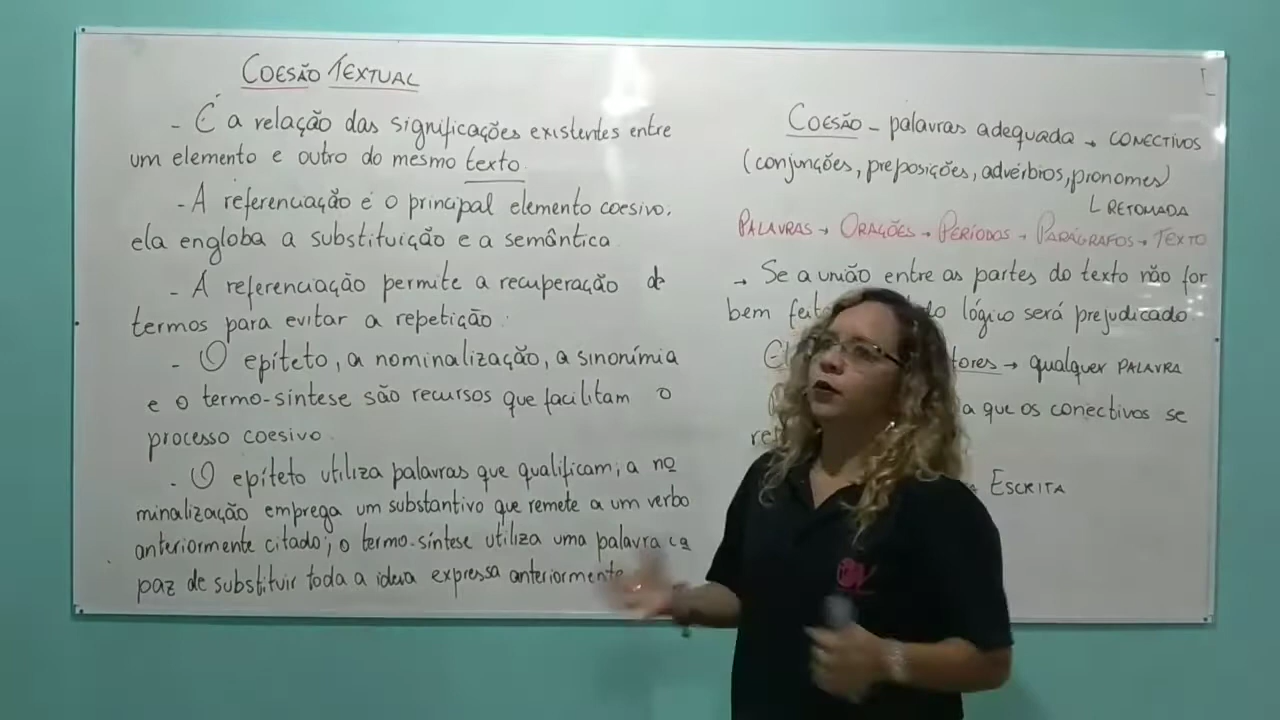 COESÃO TEXTUAL
- É a relação das significações existentes entre
um elemento e outro do mesmo texto.
- A referenciação é o principal elemento coesivo,
ela engloba a substituição e a semântica
- A referenciação permite a recuperação de
termos para evitar a repetição.
- O epíteto, a nominalização, a sinonímia
e o termo-síntese são recursos que facilitam o
processo coesivo.
- O epíteto utiliza palavras que qualificam; a no
minalização emprega um substantivo que remete a um verbo
anteriormente citado; o termo-síntese utiliza uma palavra ca
paz de substituir toda a ideia expressa anteriormente
COESÃO - palavras adequada → CONECTIVOS
(conjunções, preposições, advérbios, pronomes)
RETOMADA
PALAVRAS → ORAÇÕES → PERÍODOS → PARÁGRAFOS → TEXTO
→ Se a união entre as partes do texto não for
bem lógico será prejudicado
→ qualquer PALAVRA
a que os conectivos se
ESCRITA